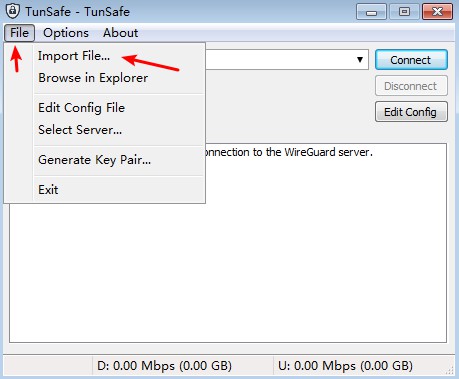 TunSafe - TunSafe
File Options About
Import File...
Browse in Explorer
Edit Config File
Select Server...
Generate Key Pair...
Exit
Connect
Disconnect
Edit Config
onnection to the WireGuard server.
D: 0.00 Mbps (0.00 GB) U: 0.00 Mbps (0.00 GB)